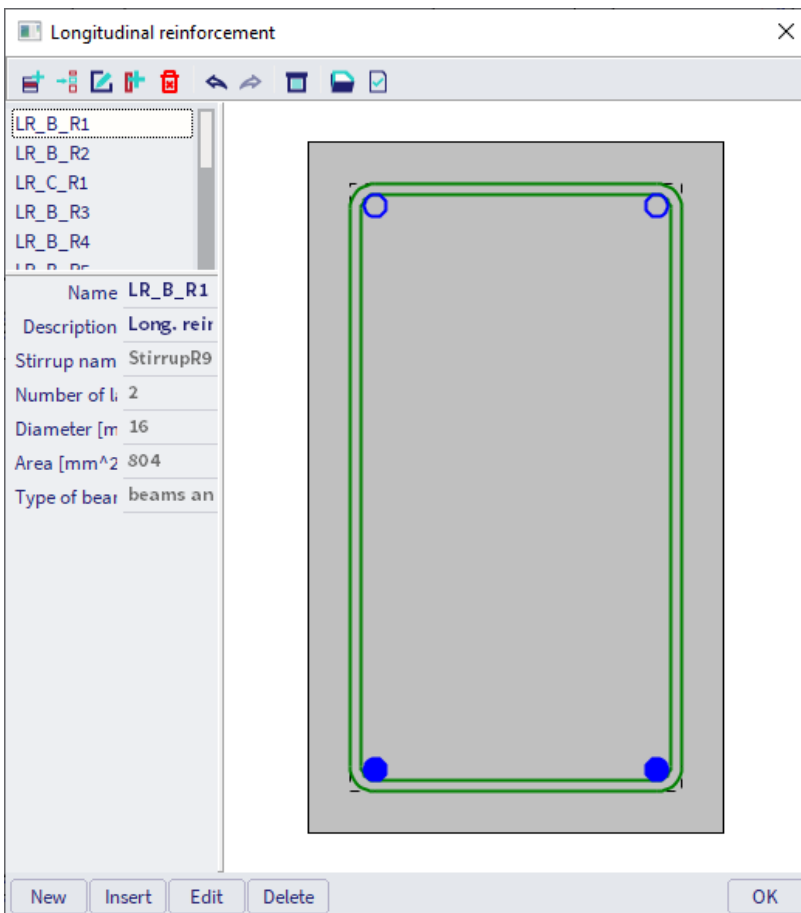 Longitudinal reinforcement
LR_B_R1
LR_B_R2
LR_C_R1
LR_B_R3
LR_B_R4
Name LR_B_R1
Description Long. reir
Stirrup nam StirrupR9
Number of la 2
Diameter [m 16
Area [mm^2 804
Type of bear beams an
New Insert Edit Delete OK